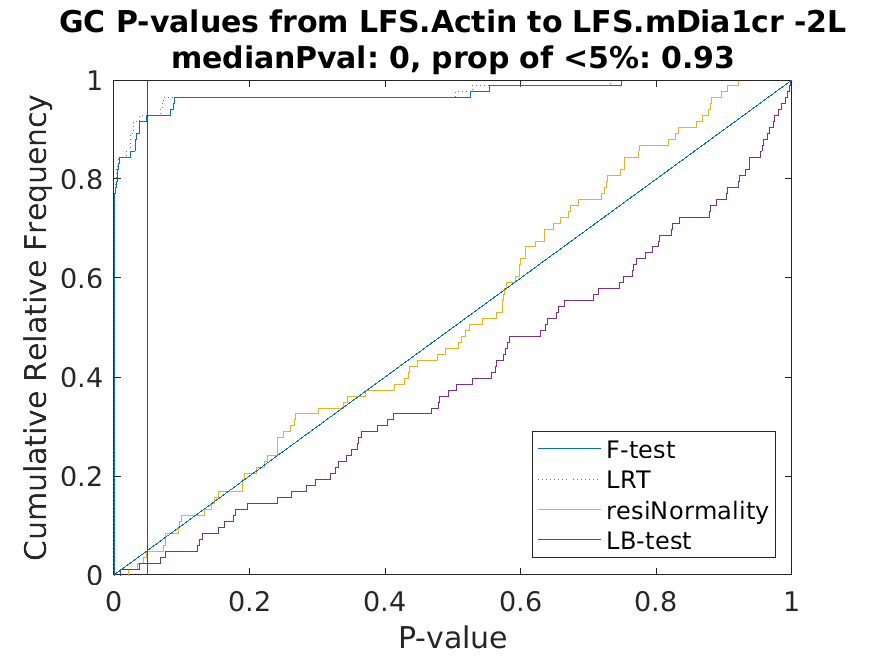 GC P-values from LFS.Actin to LFS.mDia1cr -2L
medianPval: 0, prop of <5%: 0.93
1
0.8
0.6
0.4
0.2
0
Cumulative Relative Frequency
F-test
LRT
resiNormality
LB-test
0 0.2 0.4 0.6 0.8 1
P-value